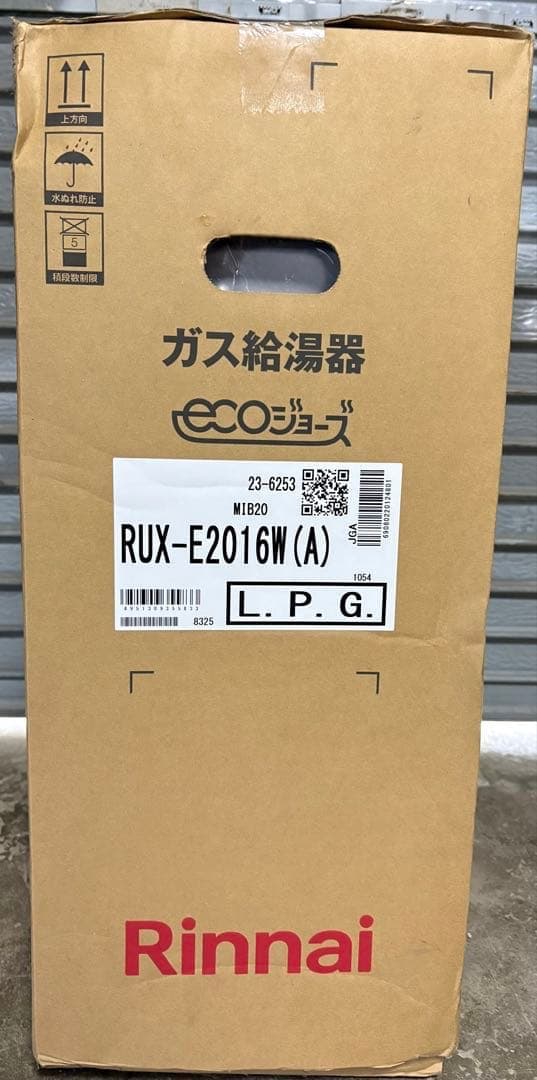 上方向
水ぬれ防止
5
積段数制限
ガス給湯器
ecoジョーズ
23-6253
MIB20
RUX-E2016W(A)
JGA
1054
L.P.G.
8325
Rinnai